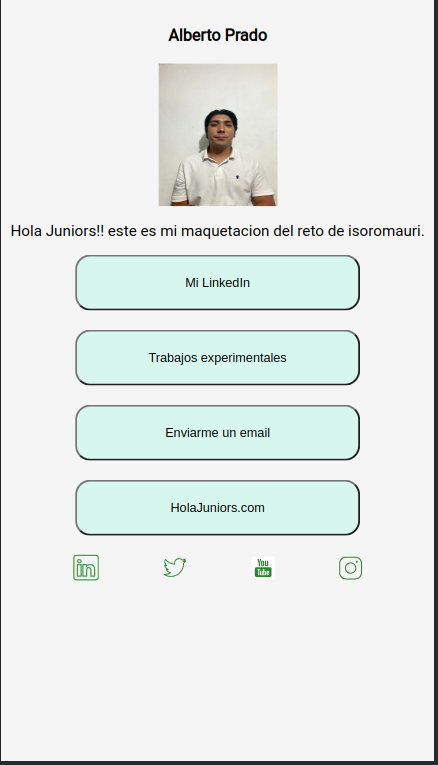 Alberto Prado
Hola Juniors!! este es mi maquetacion del reto de isoromauri.
Mi LinkedIn
Trabajos experimentales
Enviarme un email
HolaJuniors.com
in
You
Tube